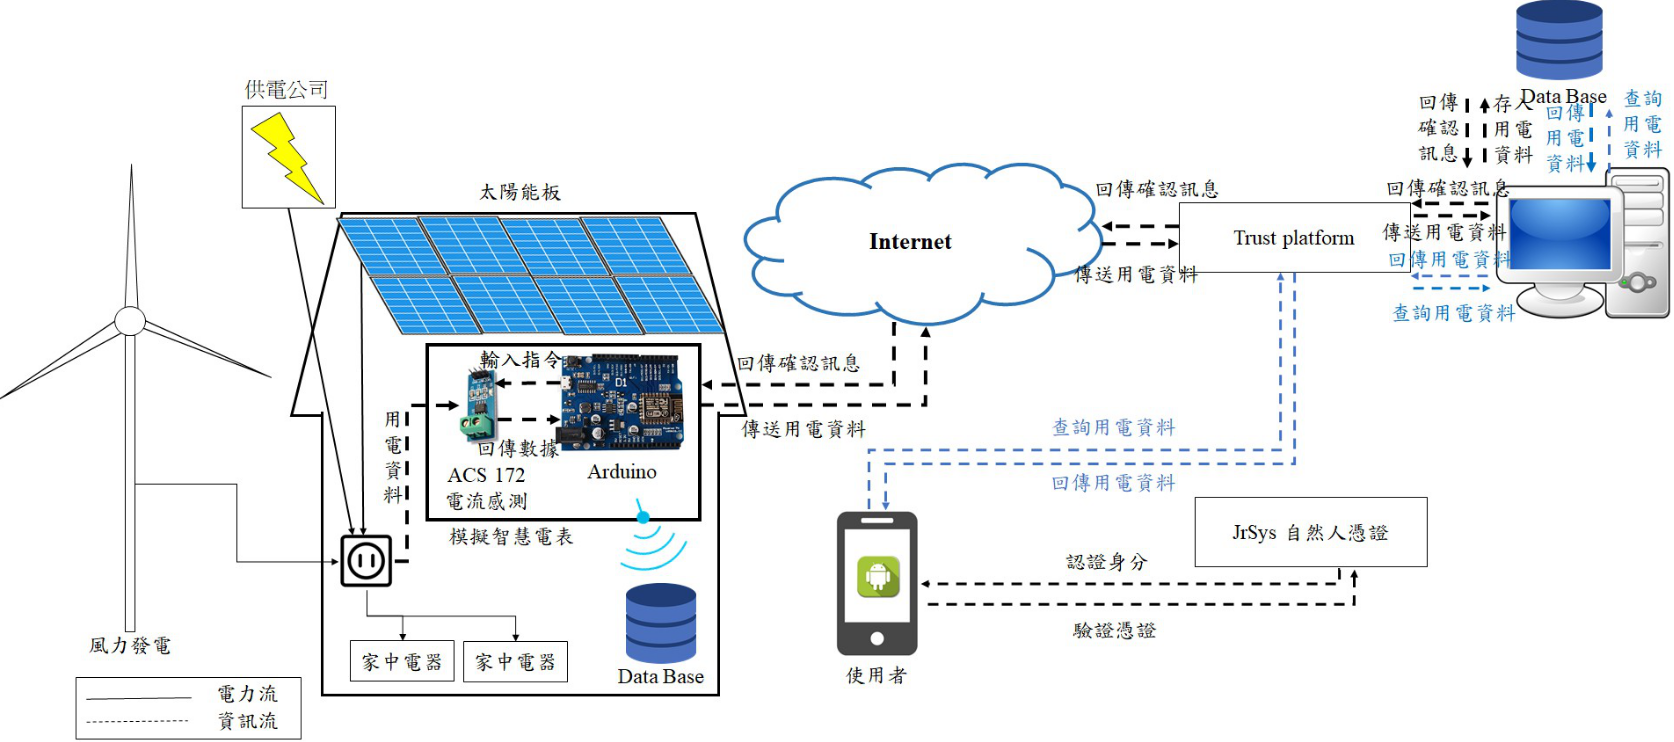 供電公司
太陽能板
風力發電
電力流
資訊流
用電資料
輸入指令
回傳數據
D1
ACS 172
電流感測
Arduino
模擬智慧電表
家中電器
家中電器
Data Base
Internet
回傳確認訊息
傳送用電資料
回傳確認訊息
傳送用電資料
Trust platform
回傳確認訊息
傳送用電資料
回傳用電資料
查詢用電資料
Data Base
回傳
確認
訊息
存入
用電
資料
回傳
用電
資料
查詢
用電
資料
查詢用電資料
回傳用電資料
JrSys 自然人憑證
認證身分
驗證憑證
使用者